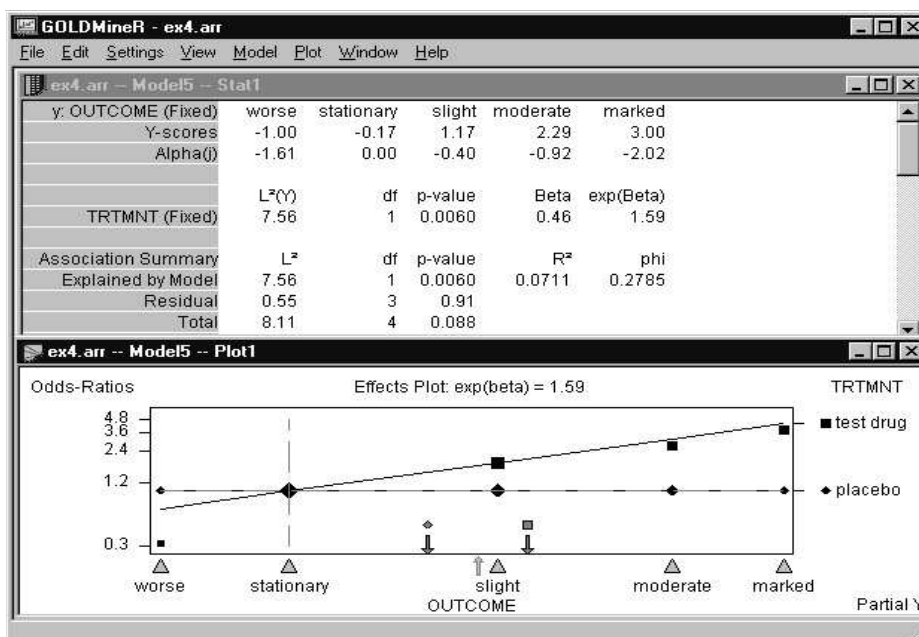 GOLDMineR - ex4.arr
File Edit Settings View Model Plot Window Help
ex4.arr -- Model5 -- Stat1
y: OUTCOME (Fixed) worse stationary slight moderate marked
Y-scores -1.00 -0.17 1.17 2.29 3.00
Alpha(j) -1.61 0.00 -0.40 -0.92 -2.02
L²(Y) df p-value Beta exp(Beta)
TRTMNT (Fixed) 7.56 1 0.0060 0.46 1.59
Association Summary L² df p-value R² phi
Explained by Model 7.56 1 0.0060 0.0711 0.2785
Residual 0.55 3 0.91
Total 8.11 4 0.088
ex4.arr -- Model5 -- Plot1
Odds-Ratios Effects Plot: exp(beta) = 1.59 TRTMNT
4.8
3.6
2.4
1.2
0.3
test drug
placebo
worse stationary slight moderate marked
OUTCOME
Partial Y